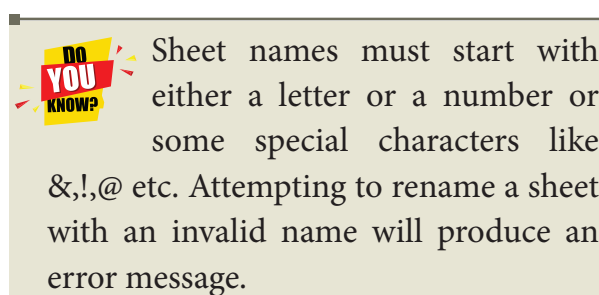 DO
YOU
KNOW?
Sheet names must start with
either a letter or a number or
some special characters like
&,!,@ etc. Attempting to rename a sheet
with an invalid name will produce an
error message.